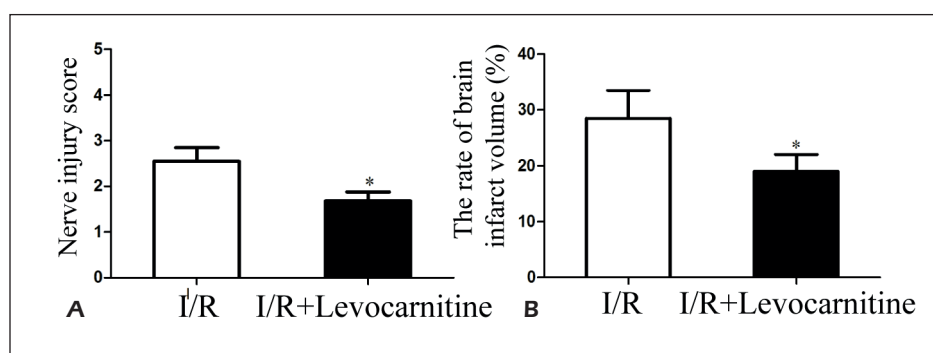 Nerve injury score
5
4
3
2
1
0
*
I/R
I/R+Levocarnitine
A
The rate of brain
infarct volume (%)
40
30
20
10
0
*
I/R
I/R+Levocarnitine
B